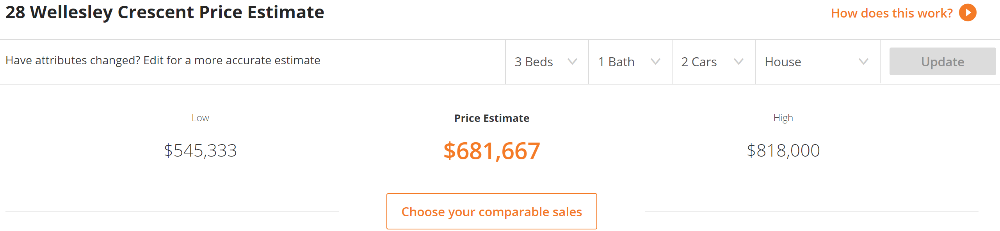 28 Wellesley Crescent Price Estimate
How does this work?
Have attributes changed? Edit for a more accurate estimate
3 Beds
1 Bath
2 Cars
House
Update
Low
Price Estimate
High
$545,333
$681,667
$818,000
Choose your comparable sales